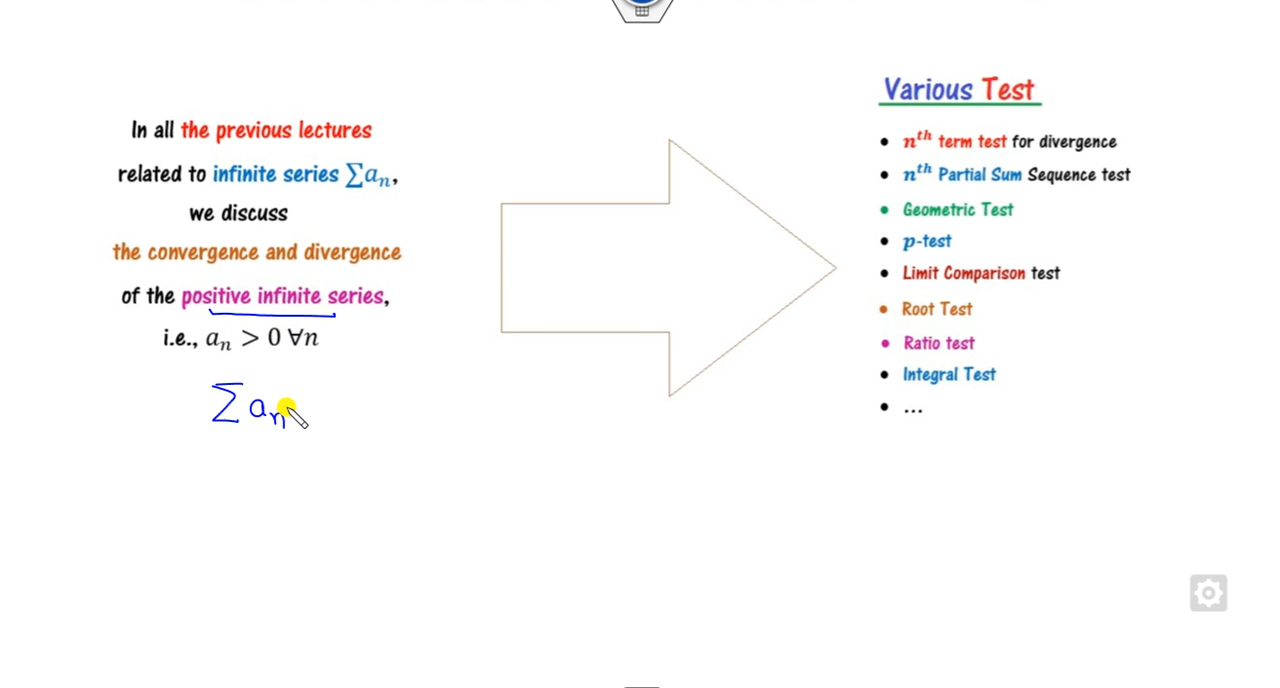 In all the previous lectures
related to infinite series ∑aₙ,
we discuss
the convergence and divergence
of the positive infinite series,
i.e., aₙ > 0 ∀n
∑ aₙ
Various Test
• nᵗʰ term test for divergence
• nᵗʰ Partial Sum Sequence test
• Geometric Test
• p-test
• Limit Comparison test
• Root Test
• Ratio test
• Integral Test
• ...